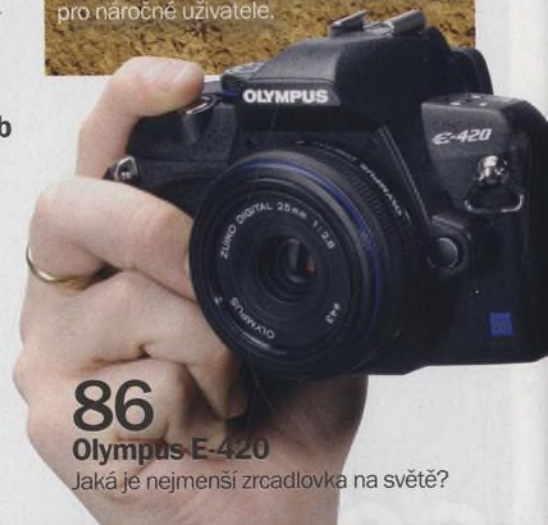 pro náročné uživatele.
b
OLYMPUS
E-420
ZUIKO DIGITAL 25mm 1:2.8
OLYMPUS
86
Olympus E-420
Jaká je nejmenší zrcadlovka na světě?